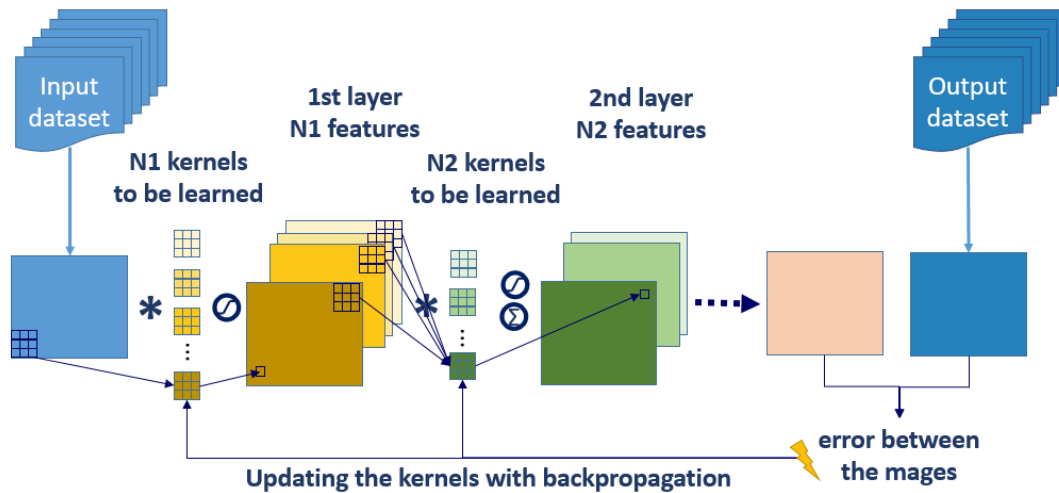 Input
dataset
Output
dataset
1st layer
N1 features
2nd layer
N2 features
N1 kernels
to be learned
N2 kernels
to be learned
*
*
Σ
...
...
error between
the mages
Updating the kernels with backpropagation